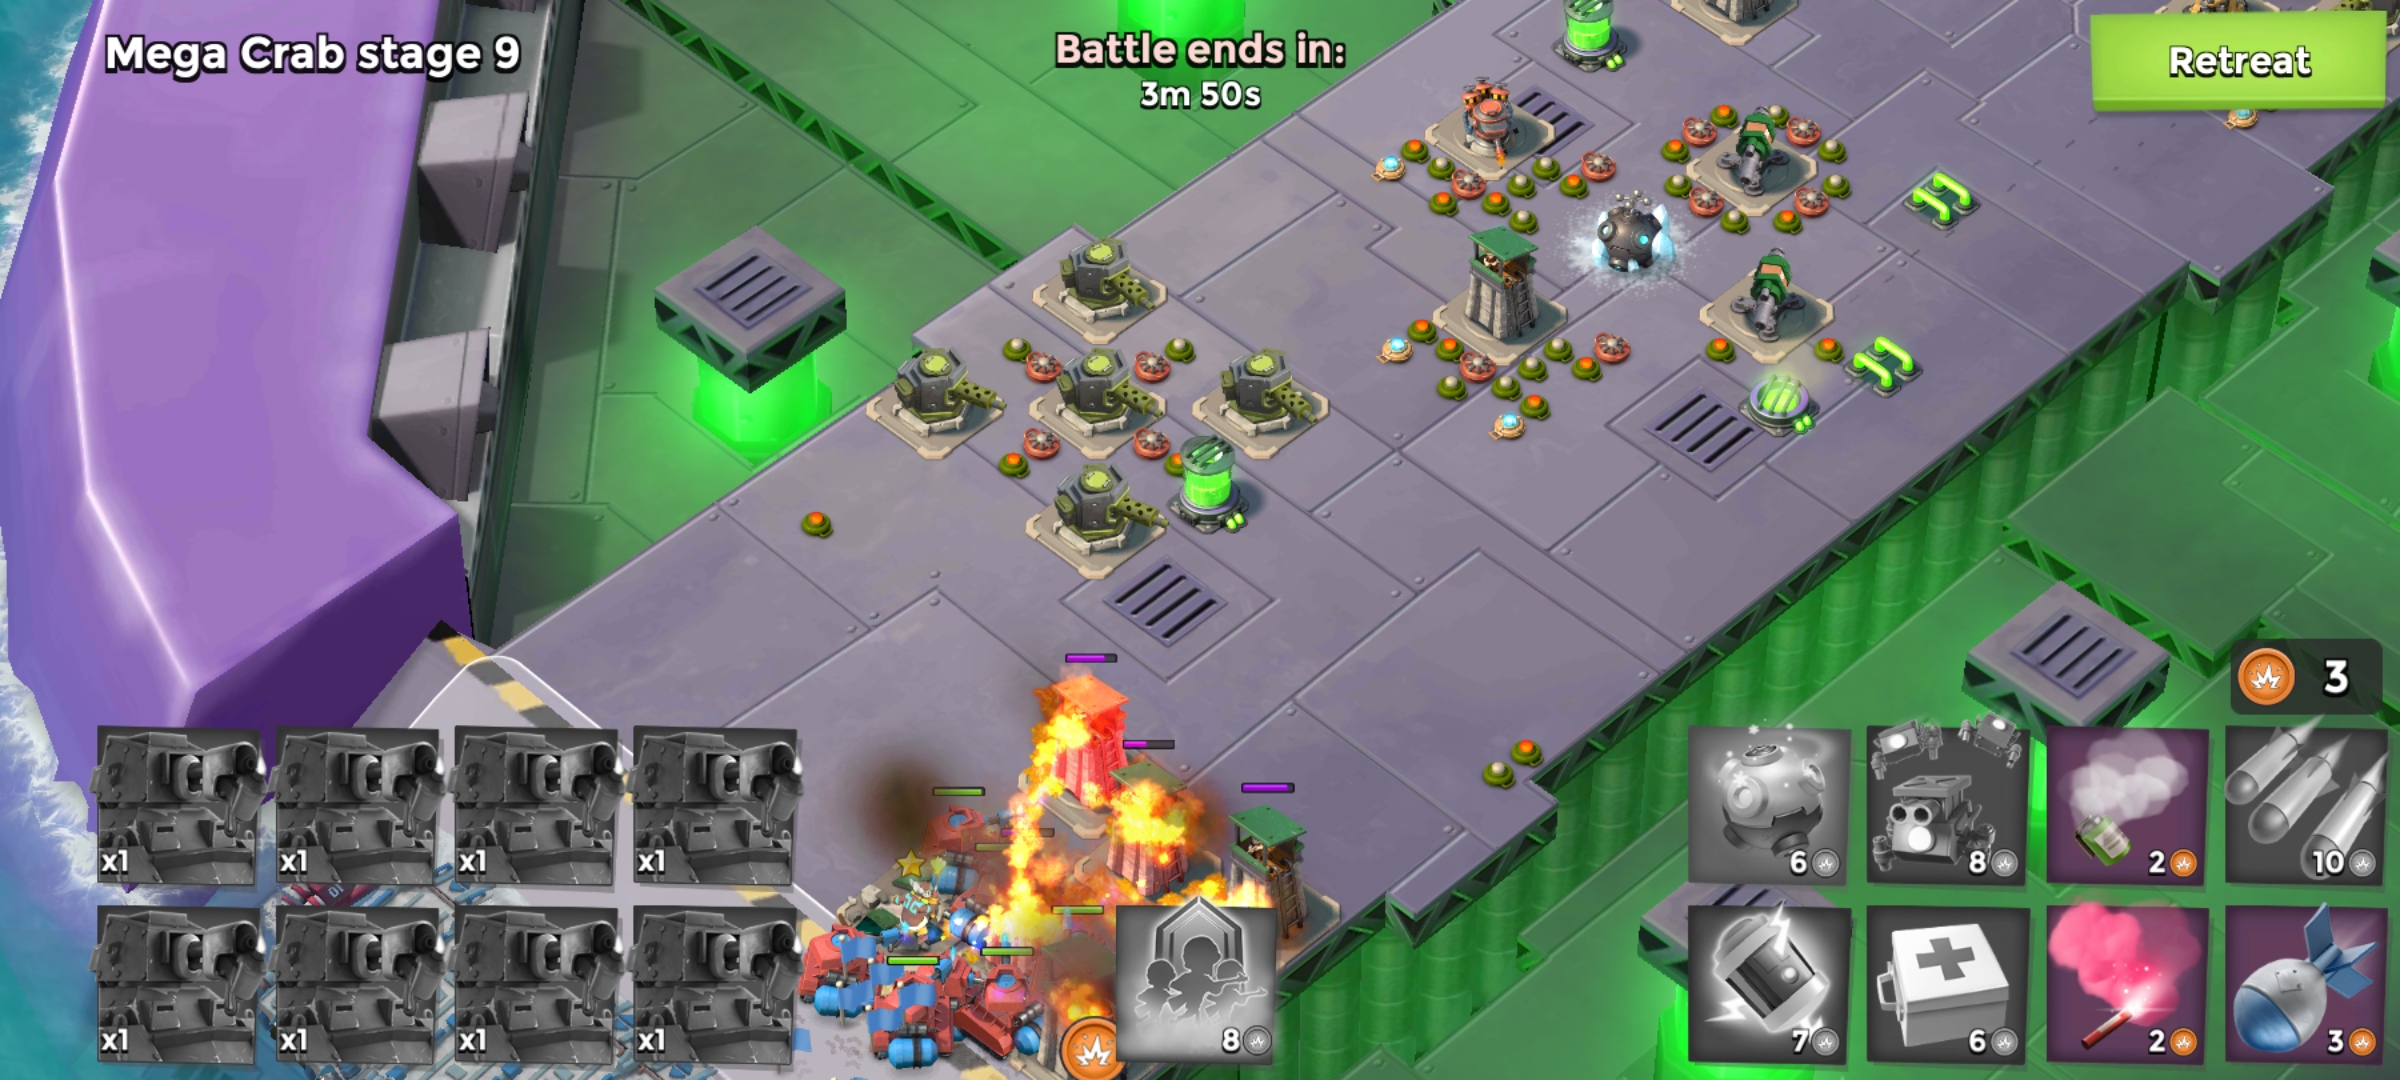 Mega Crab stage 9
Battle ends in:
3m 50s
Retreat
3
x1
x1
x1
x1
6
8
2
10
x1
x1
x1
x1
8
7
6
2
3